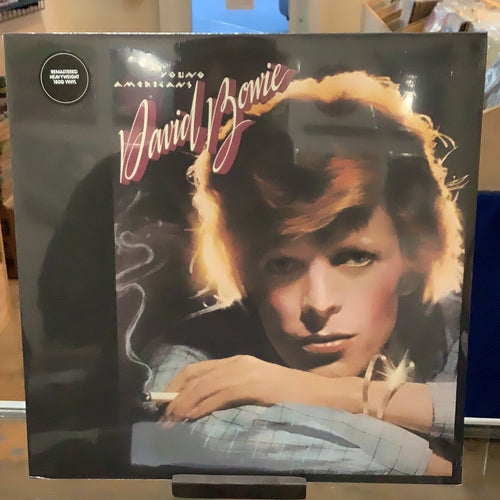 REMASTERED
HEAVYWEIGHT
180G VINYL
YOUNG
AMERICANS
David Bowie